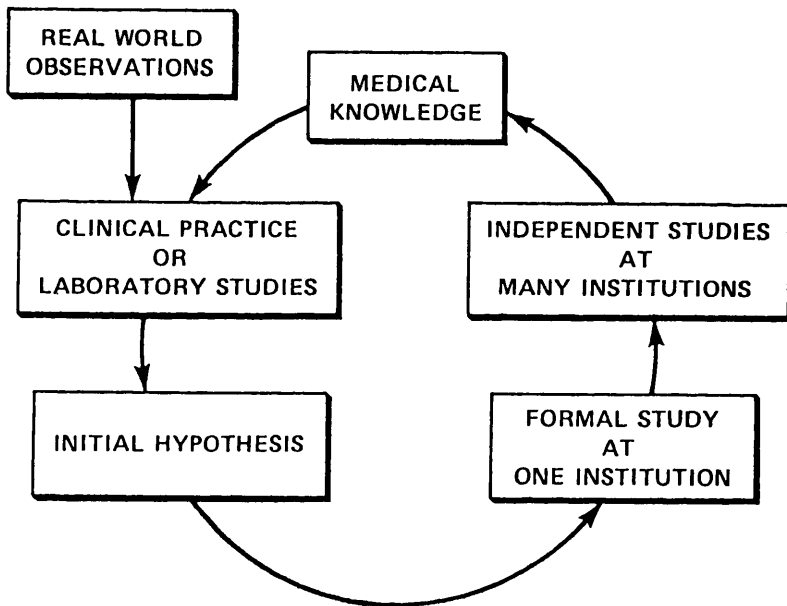 REAL WORLD
OBSERVATIONS
MEDICAL
KNOWLEDGE
CLINICAL PRACTICE
OR
LABORATORY STUDIES
INDEPENDENT STUDIES
AT
MANY INSTITUTIONS
INITIAL HYPOTHESIS
FORMAL STUDY
AT
ONE INSTITUTION